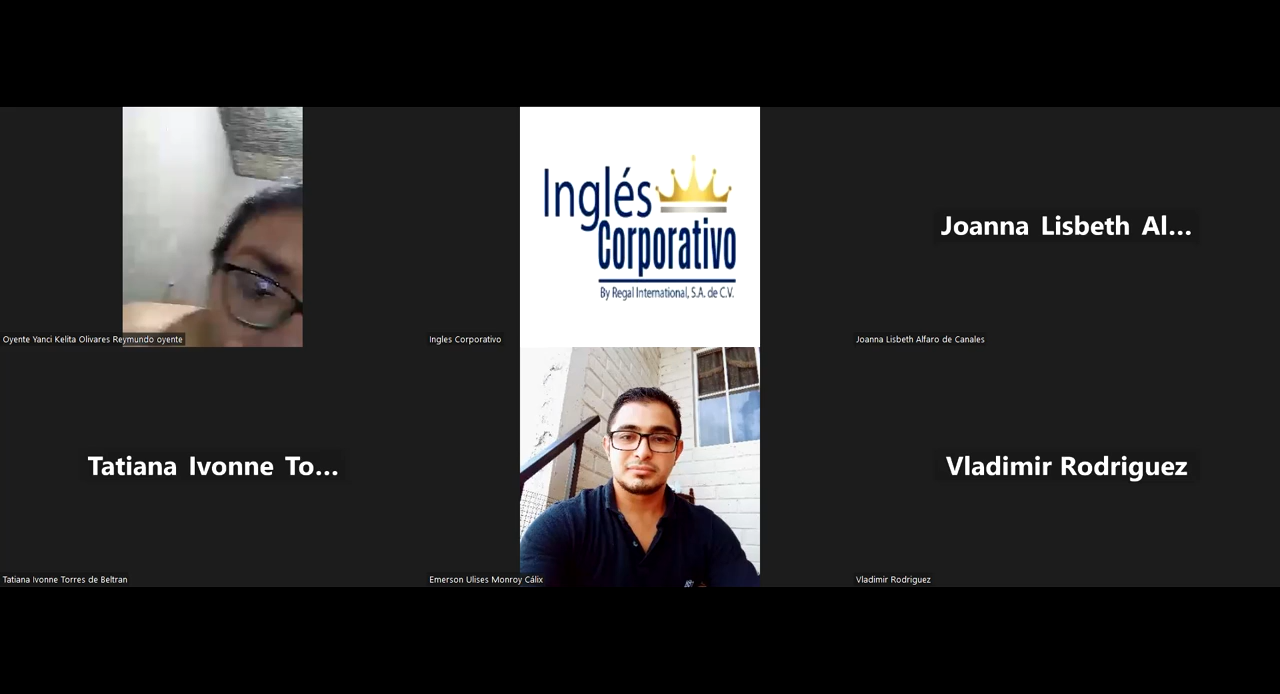 Inglés
Corporativo
By Regal International, S.A. de C.V.
Joanna Lisbeth Al...
Oyente Yanci Kelita Olivares Reymundo oyente
Ingles Corporativo
Joanna Lisbeth Alfaro de Canales
Tatiana Ivonne To...
Vladimir Rodriguez
Tatiana Ivonne Torres de Beltran
Emerson Ulises Monroy Cálix
Vladimir Rodriguez